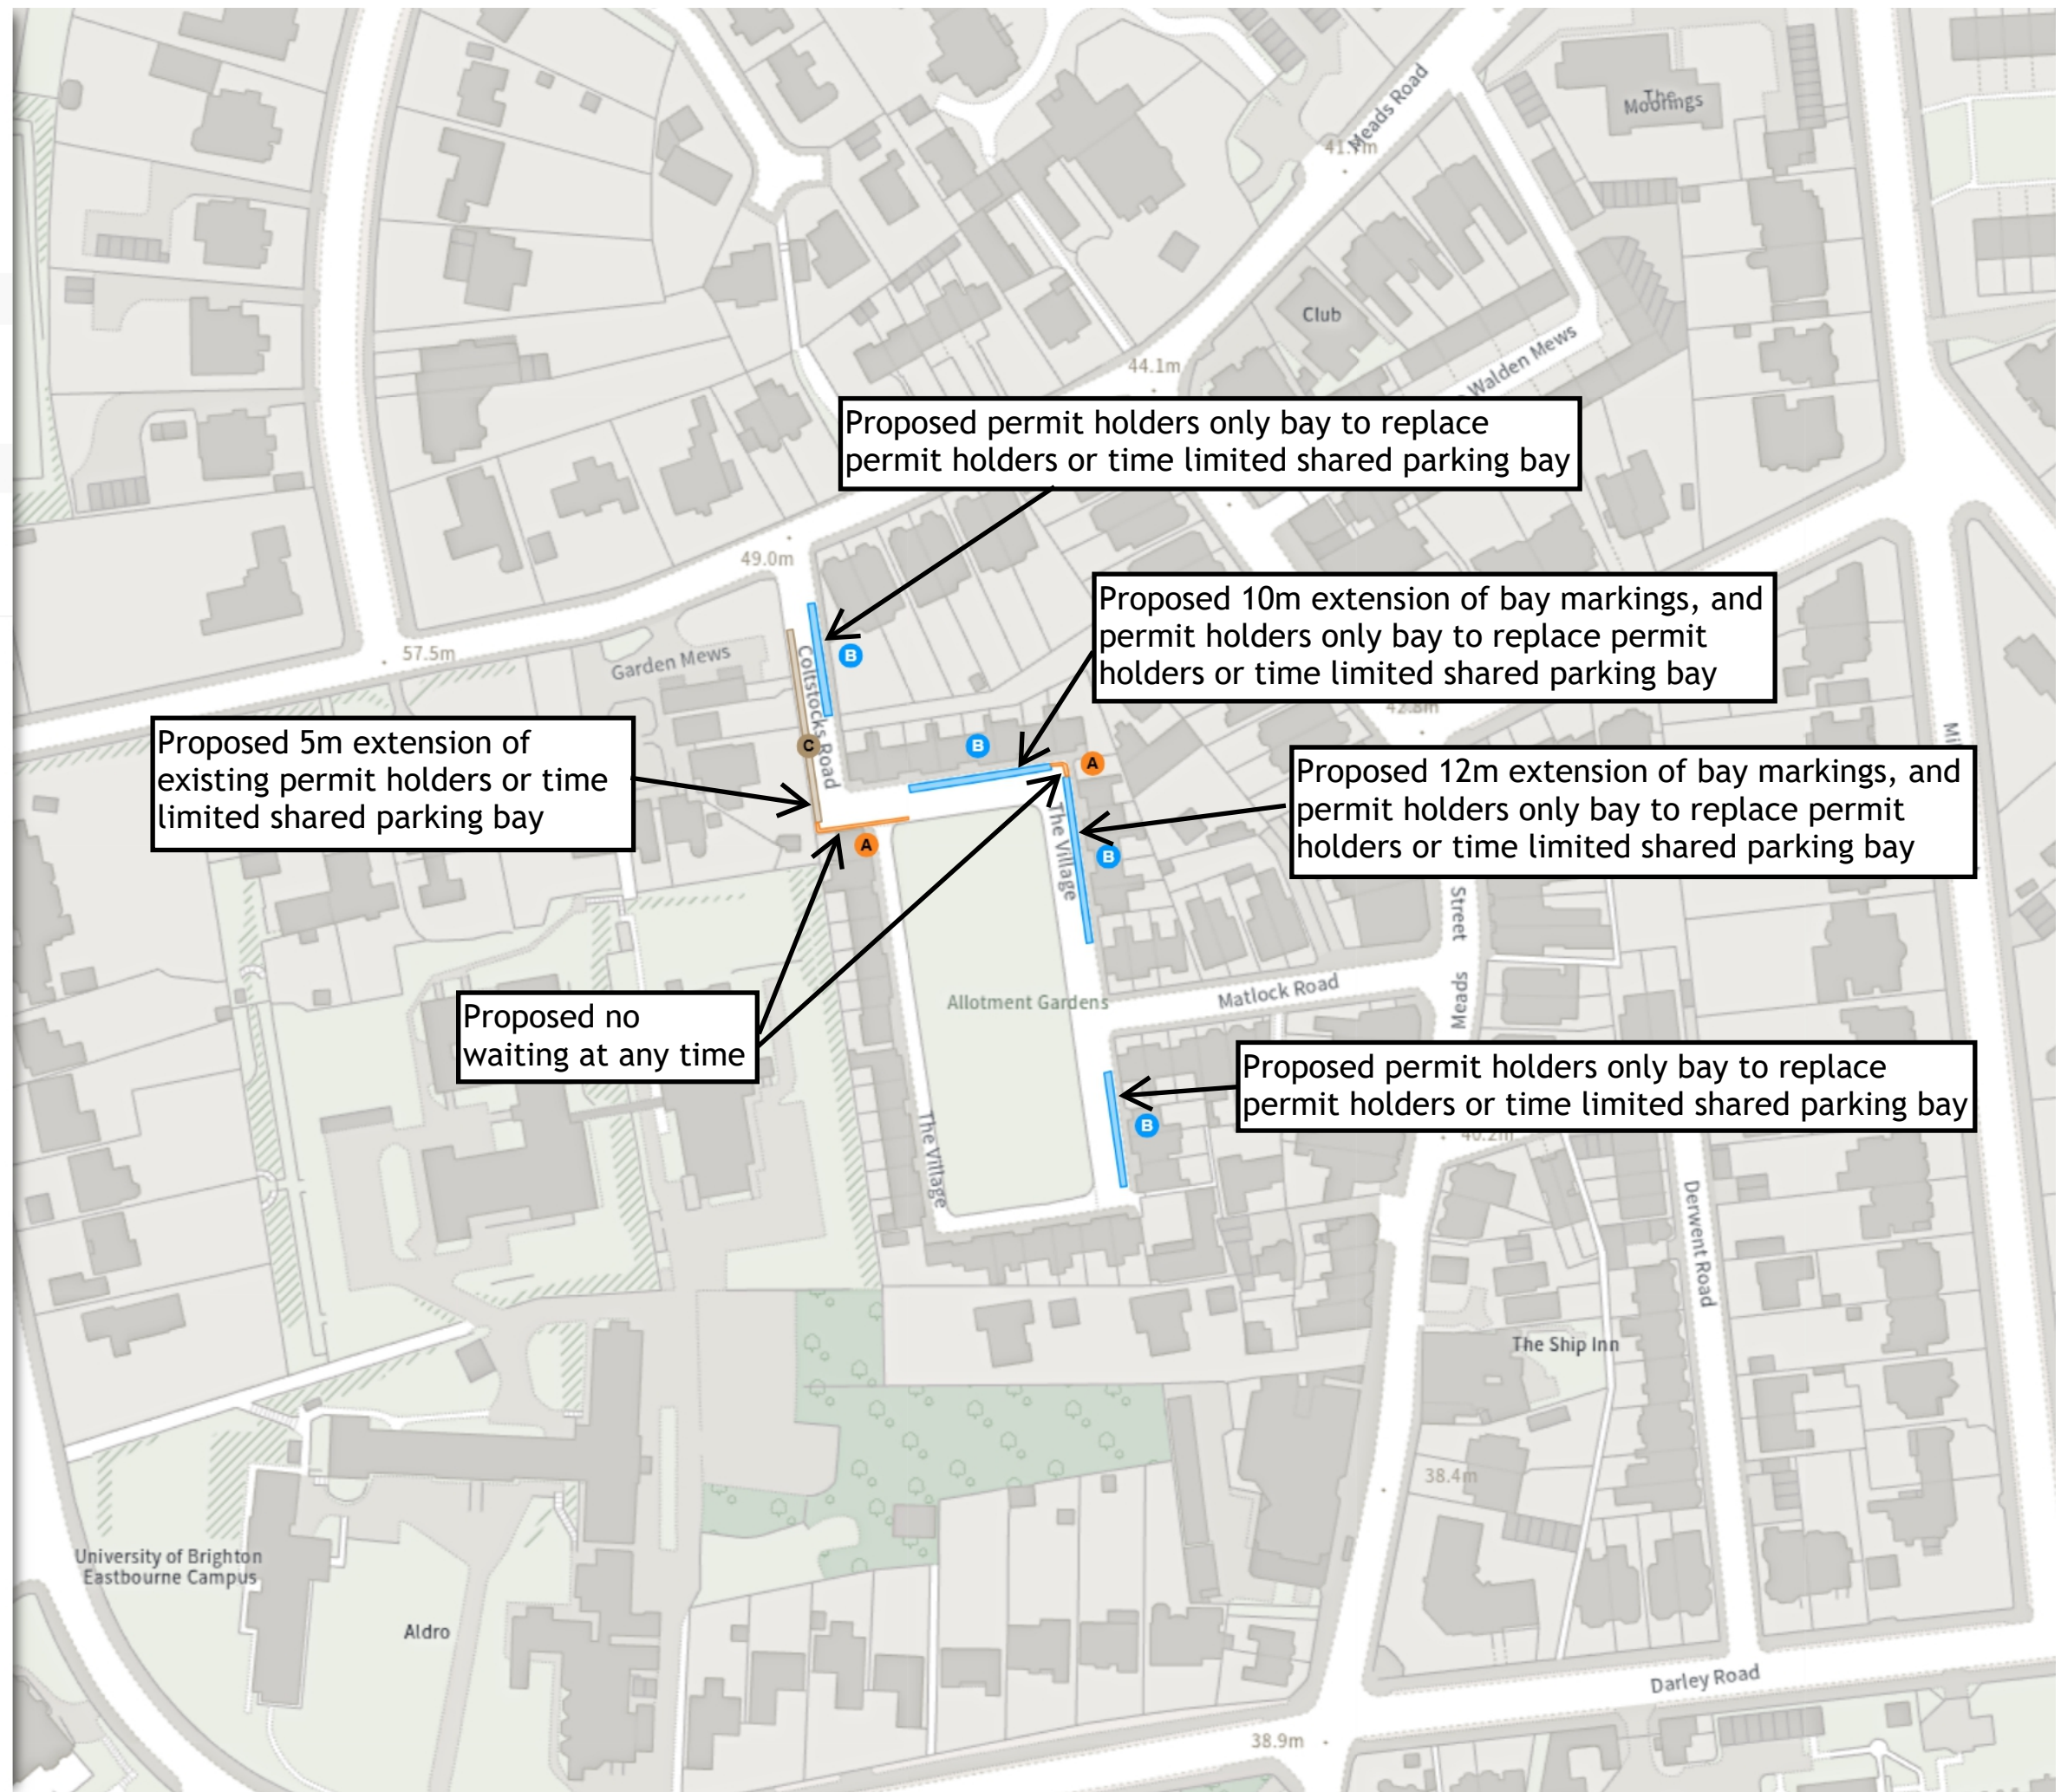 Meads Road
41.7m
The
Moorings
Club
Walden Mews
44.1m
Proposed permit holders only bay to replace
permit holders or time limited shared parking bay
49.0m
Proposed 10m extension of bay markings, and
permit holders only bay to replace permit
holders or time limited shared parking bay
57.5m
Garden Mews
B
Coltstocks Road
42.8m
Proposed 5m extension of
existing permit holders or time
limited shared parking bay
C
B
A
Proposed 12m extension of bay markings, and
permit holders only bay to replace permit
holders or time limited shared parking bay
Mil
A
B
The Village
Street
Meads
Proposed no
waiting at any time
Allotment Gardens
Matlock Road
Proposed permit holders only bay to replace
permit holders or time limited shared parking bay
B
40.2m
The Village
Derwent Road
The Ship Inn
38.4m
University of Brighton
Eastbourne Campus
Aldro
Darley Road
38.9m